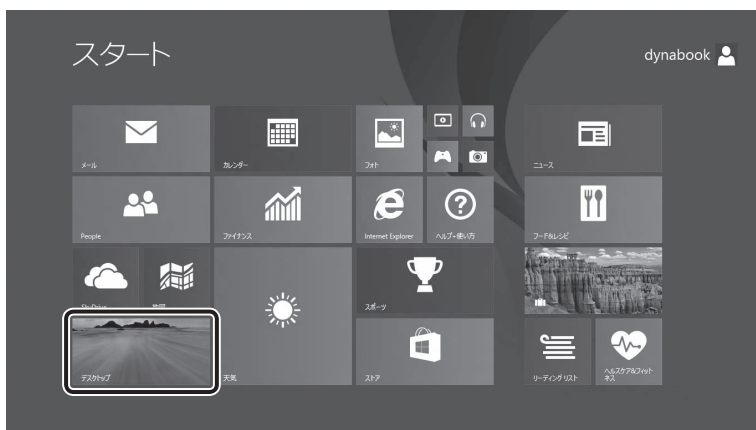 スタート
dynabook
メール
カレンダー
フォト
ニュース
People
ファイナンス
Internet Explorer
ヘルプ+使い方
フード&レシピ
SkyDrive
地図
スポーツ
デスクトップ
天気
ストア
リーディング リスト
ヘルスケア&フィット
ネス